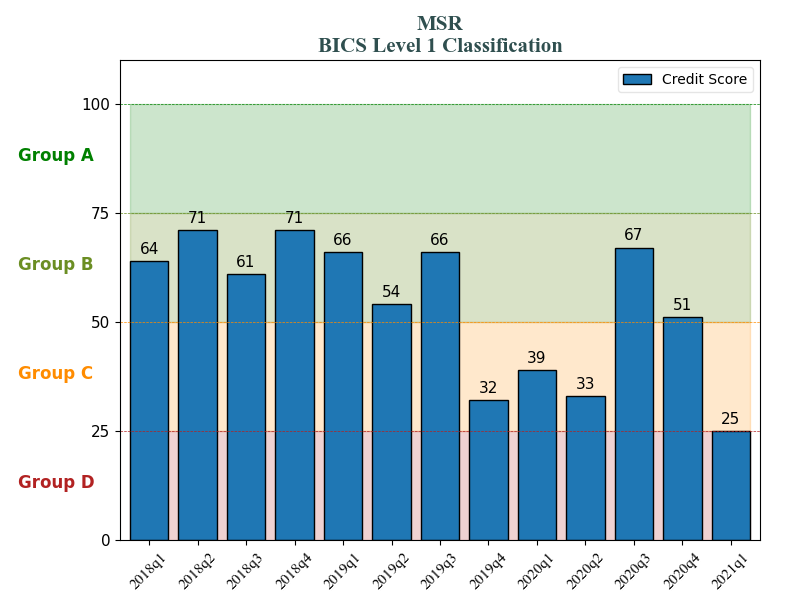 MSR
BICS Level 1 Classification
Credit Score
100
Group A
75
71
71
67
66
66
64
61
Group B
54
51
50
39
Group C
33
32
25
25
Group D
0
2018q1 2018q2 2018q3 2018q4 2019q1 2019q2 2019q3 2019q4 2020q1 2020q2 2020q3 2020q4 2021q1